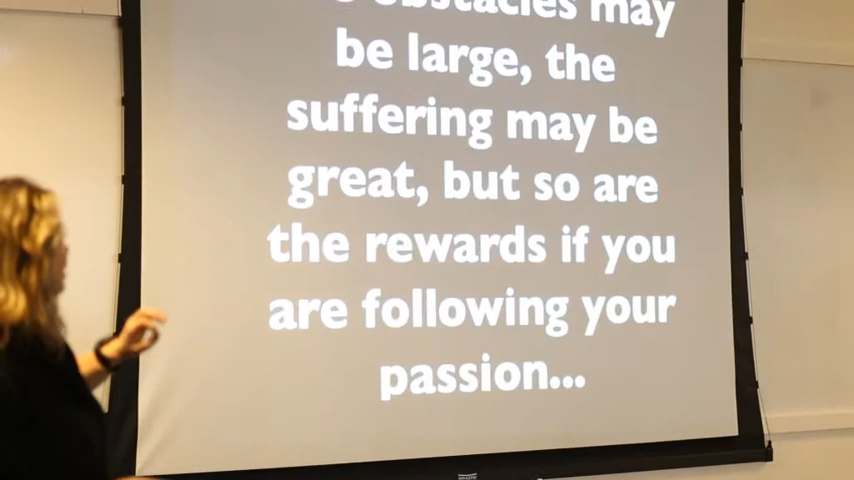 obstacles may
be large, the
suffering may be
great, but so are
the rewards if you
are following your
passion...